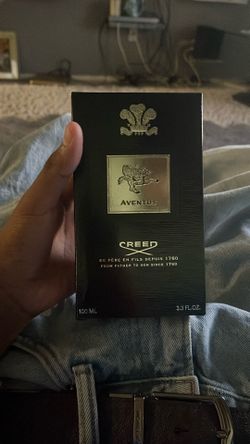 AVENTUS
CREED
DE PÈRE EN FILS DEPUIS 1760
FROM FATHER TO SON SINCE 1760
100 ML
3.3 FL.OZ.